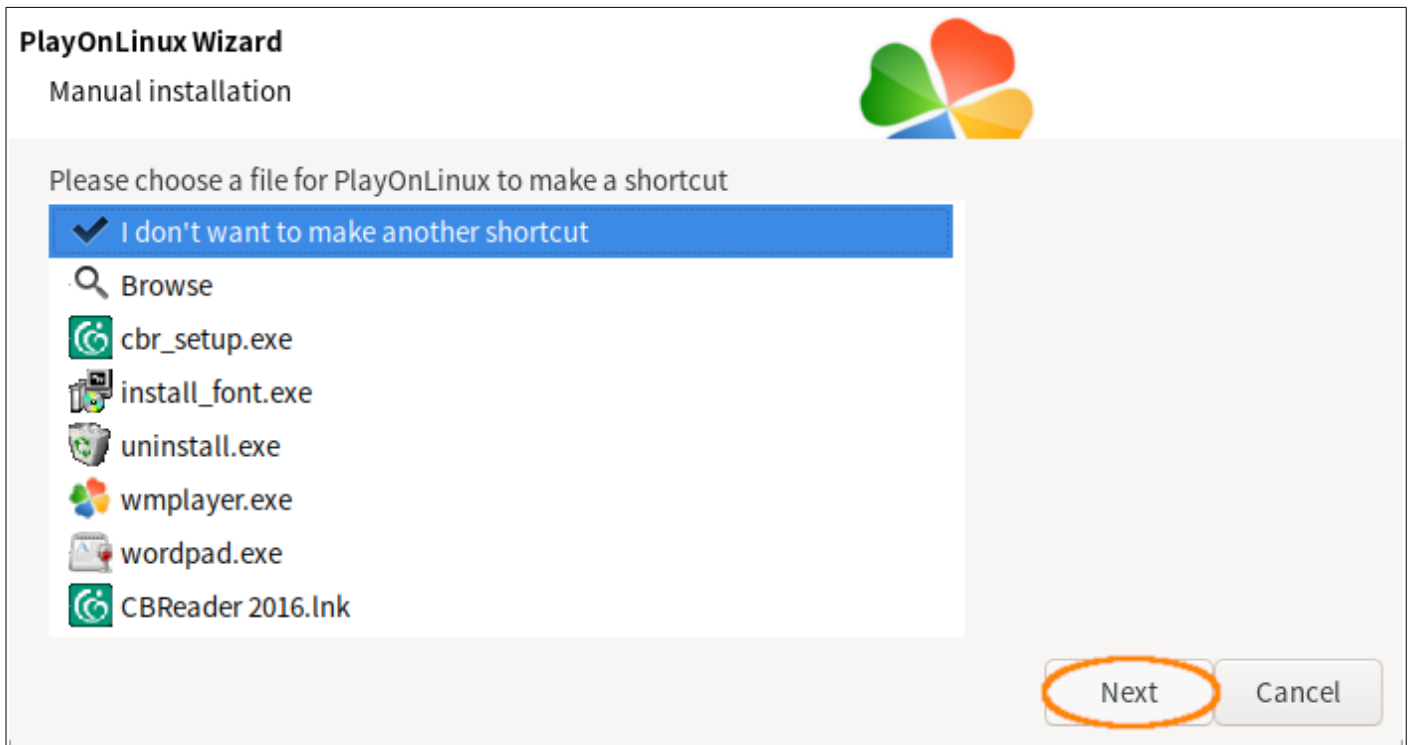 PlayOnLinux Wizard
Manual installation
Please choose a file for PlayOnLinux to make a shortcut
I don't want to make another shortcut
Browse
cbr_setup.exe
install_font.exe
uninstall.exe
wmplayer.exe
wordpad.exe
CBReader 2016.lnk
Next Cancel